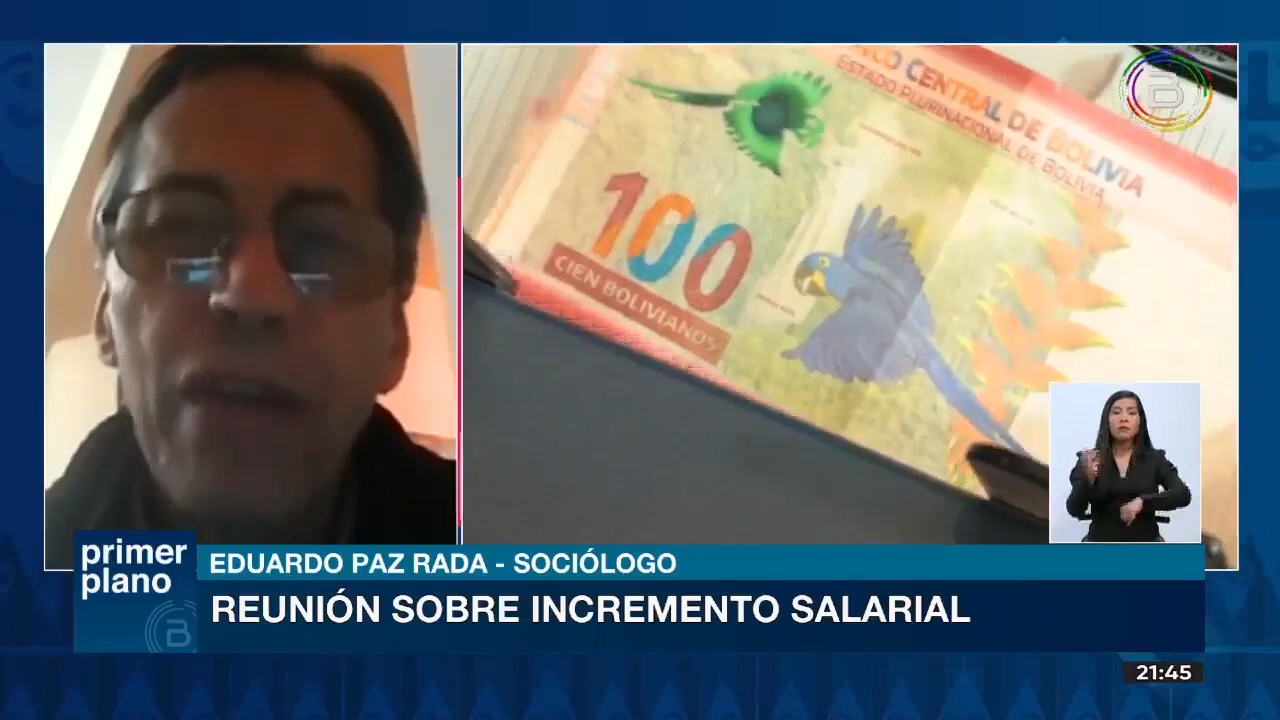 BANCO CENTRAL DE BOLIVIA
ESTADO PLURINACIONAL DE BOLIVIA
100
CIEN BOLIVIANOS
B
primer
plano
B
EDUARDO PAZ RADA - SOCIÓLOGO
REUNIÓN SOBRE INCREMENTO SALARIAL
21:45